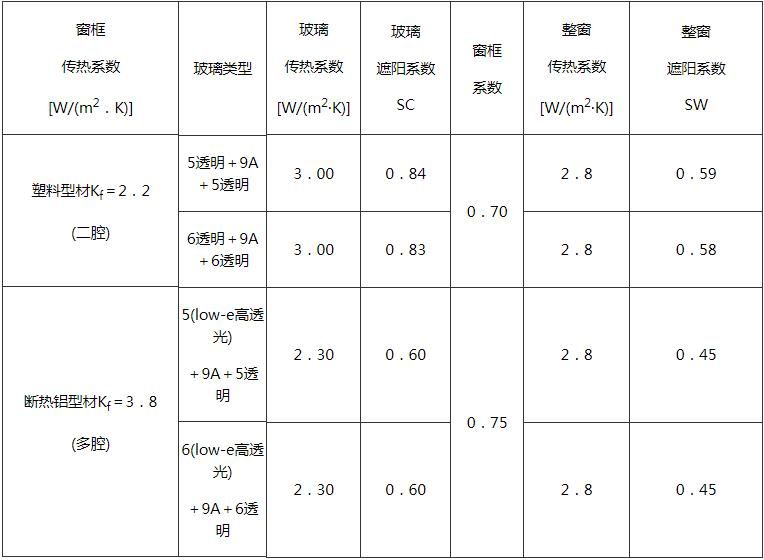 窗框
传热系数
[W/(m²．K)]
玻璃类型
玻璃
传热系数
[W/(m²·K)]
玻璃
遮阳系数
SC
窗框
系数
整窗
传热系数
[W/(m²·K)]
整窗
遮阳系数
SW
塑料型材Kf＝2．2
(二腔)
5透明＋9A
＋5透明
3．00
0．84
0．70
2．8
0．59
6透明＋9A
＋6透明
3．00
0．83
2．8
0．58
断热铝型材Kf＝3．8
(多腔)
5(low-e高透
光)
＋9A＋5透
明
2．30
0．60
0．75
2．8
0．45
6(low-e高透
光)
＋9A＋6透
明
2．30
0．60
2．8
0．45